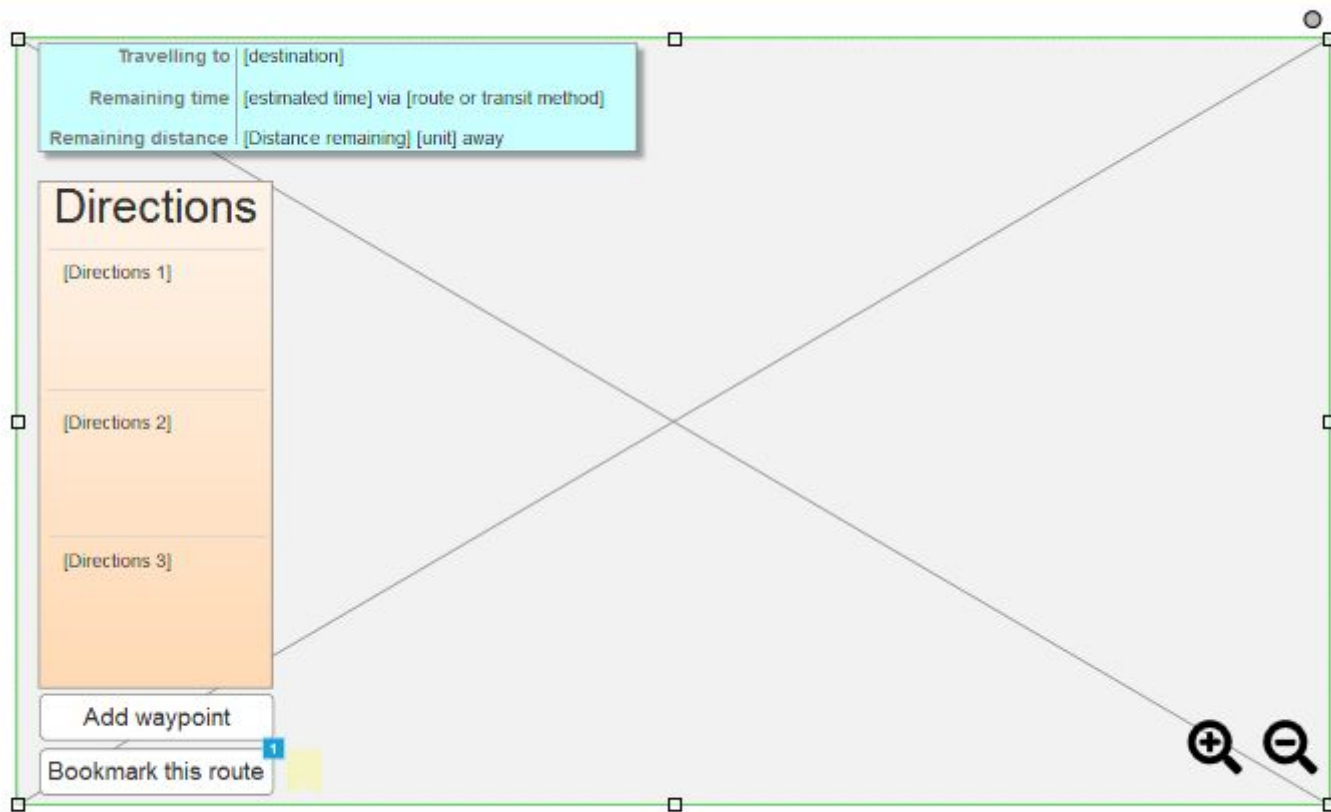 Travelling to [destination]
Remaining time [estimated time] via [route or transit method]
Remaining distance [Distance remaining] [unit] away
Directions
[Directions 1]
[Directions 2]
[Directions 3]
Add waypoint
1
Bookmark this route